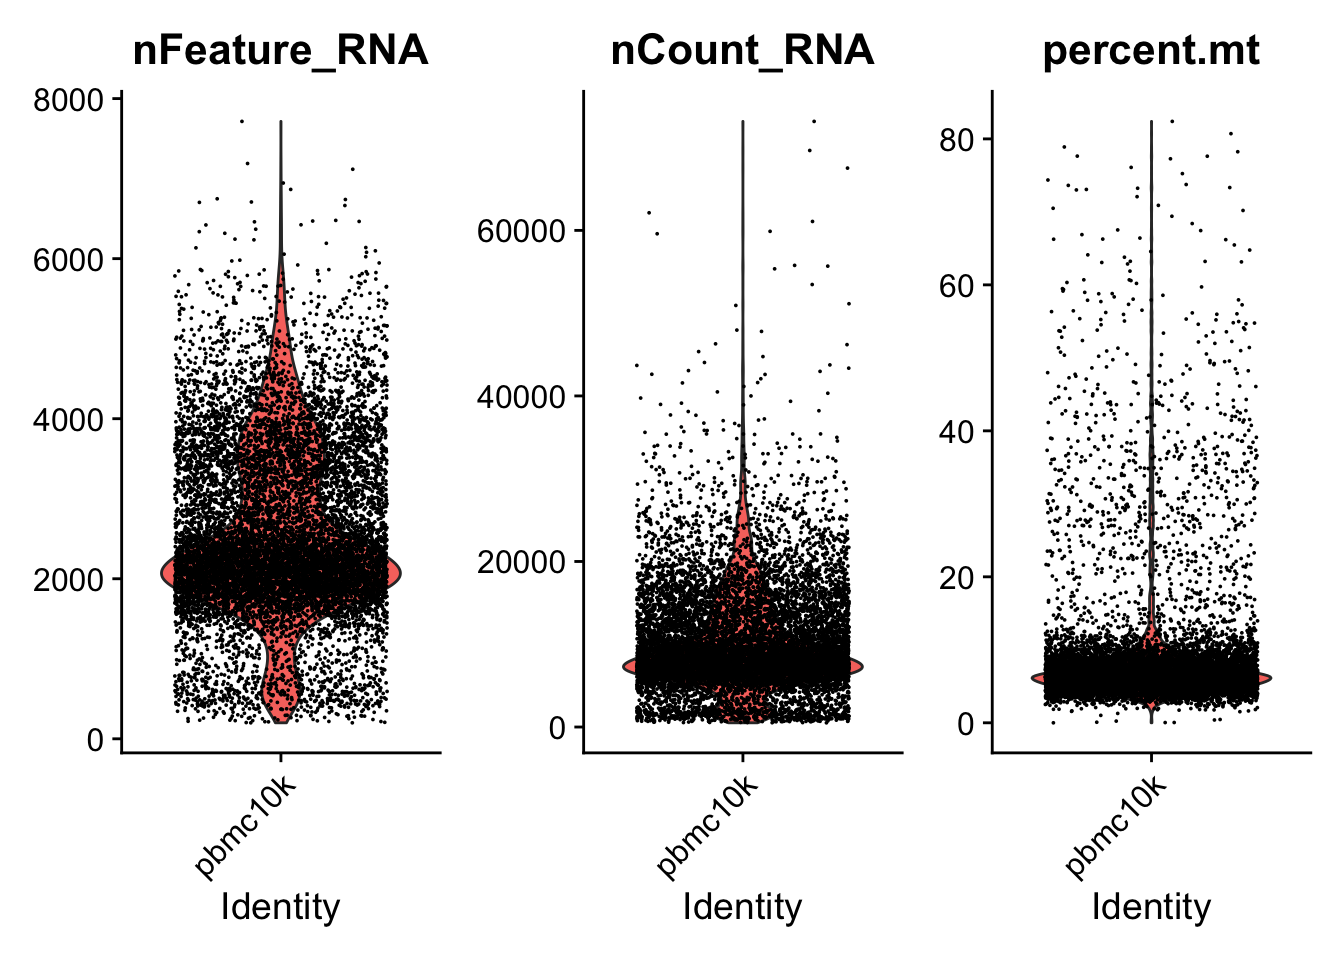 nFeature_RNA
8000
6000
4000
2000
0
pbmc10k
Identity
nCount_RNA
60000
40000
20000
0
pbmc10k
Identity
percent.mt
80
60
40
20
0
pbmc10k
Identity